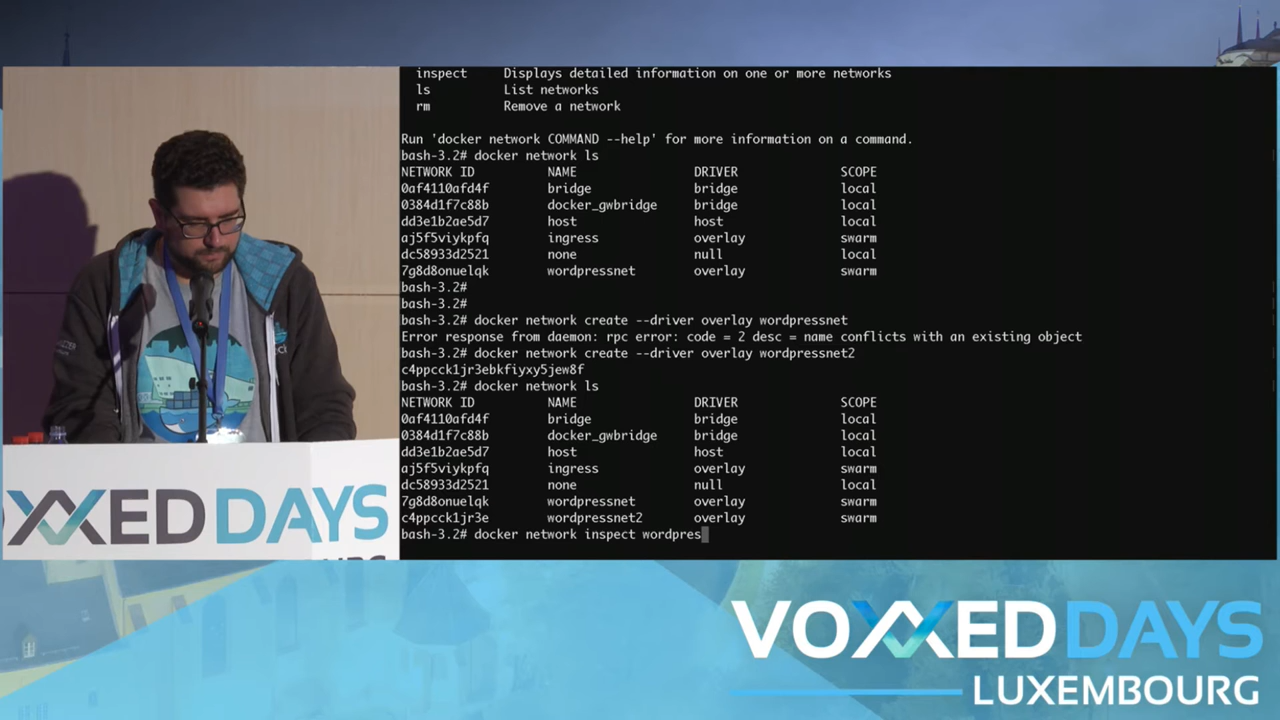 inspect Displays detailed information on one or more networks
ls List networks
rm Remove a network
Run 'docker network COMMAND --help' for more information on a command.
bash-3.2# docker network ls
NETWORK ID NAME DRIVER SCOPE
0af4110afd4f bridge bridge local
0384d1f7c88b docker_gwbridge bridge local
dd3e1b2ae5d7 host host local
aj5f5viykpfq ingress overlay swarm
dc58933d2521 none null local
7g8d8onuelqk wordpressnet overlay swarm
bash-3.2#
bash-3.2#
bash-3.2# docker network create --driver overlay wordpressnet
Error response from daemon: rpc error: code = 2 desc = name conflicts with an existing object
bash-3.2# docker network create --driver overlay wordpressnet2
c4ppcck1jr3ebkfiyxy5jew8f
bash-3.2# docker network ls
NETWORK ID NAME DRIVER SCOPE
0af4110afd4f bridge bridge local
0384d1f7c88b docker_gwbridge bridge local
dd3e1b2ae5d7 host host local
aj5f5viykpfq ingress overlay swarm
dc58933d2521 none null local
7g8d8onuelqk wordpressnet overlay swarm
c4ppcck1jr3e wordpressnet2 overlay swarm
bash-3.2# docker network inspect wordpres
XXED DAYS
VOXXED DAYS
LUXEMBOURG